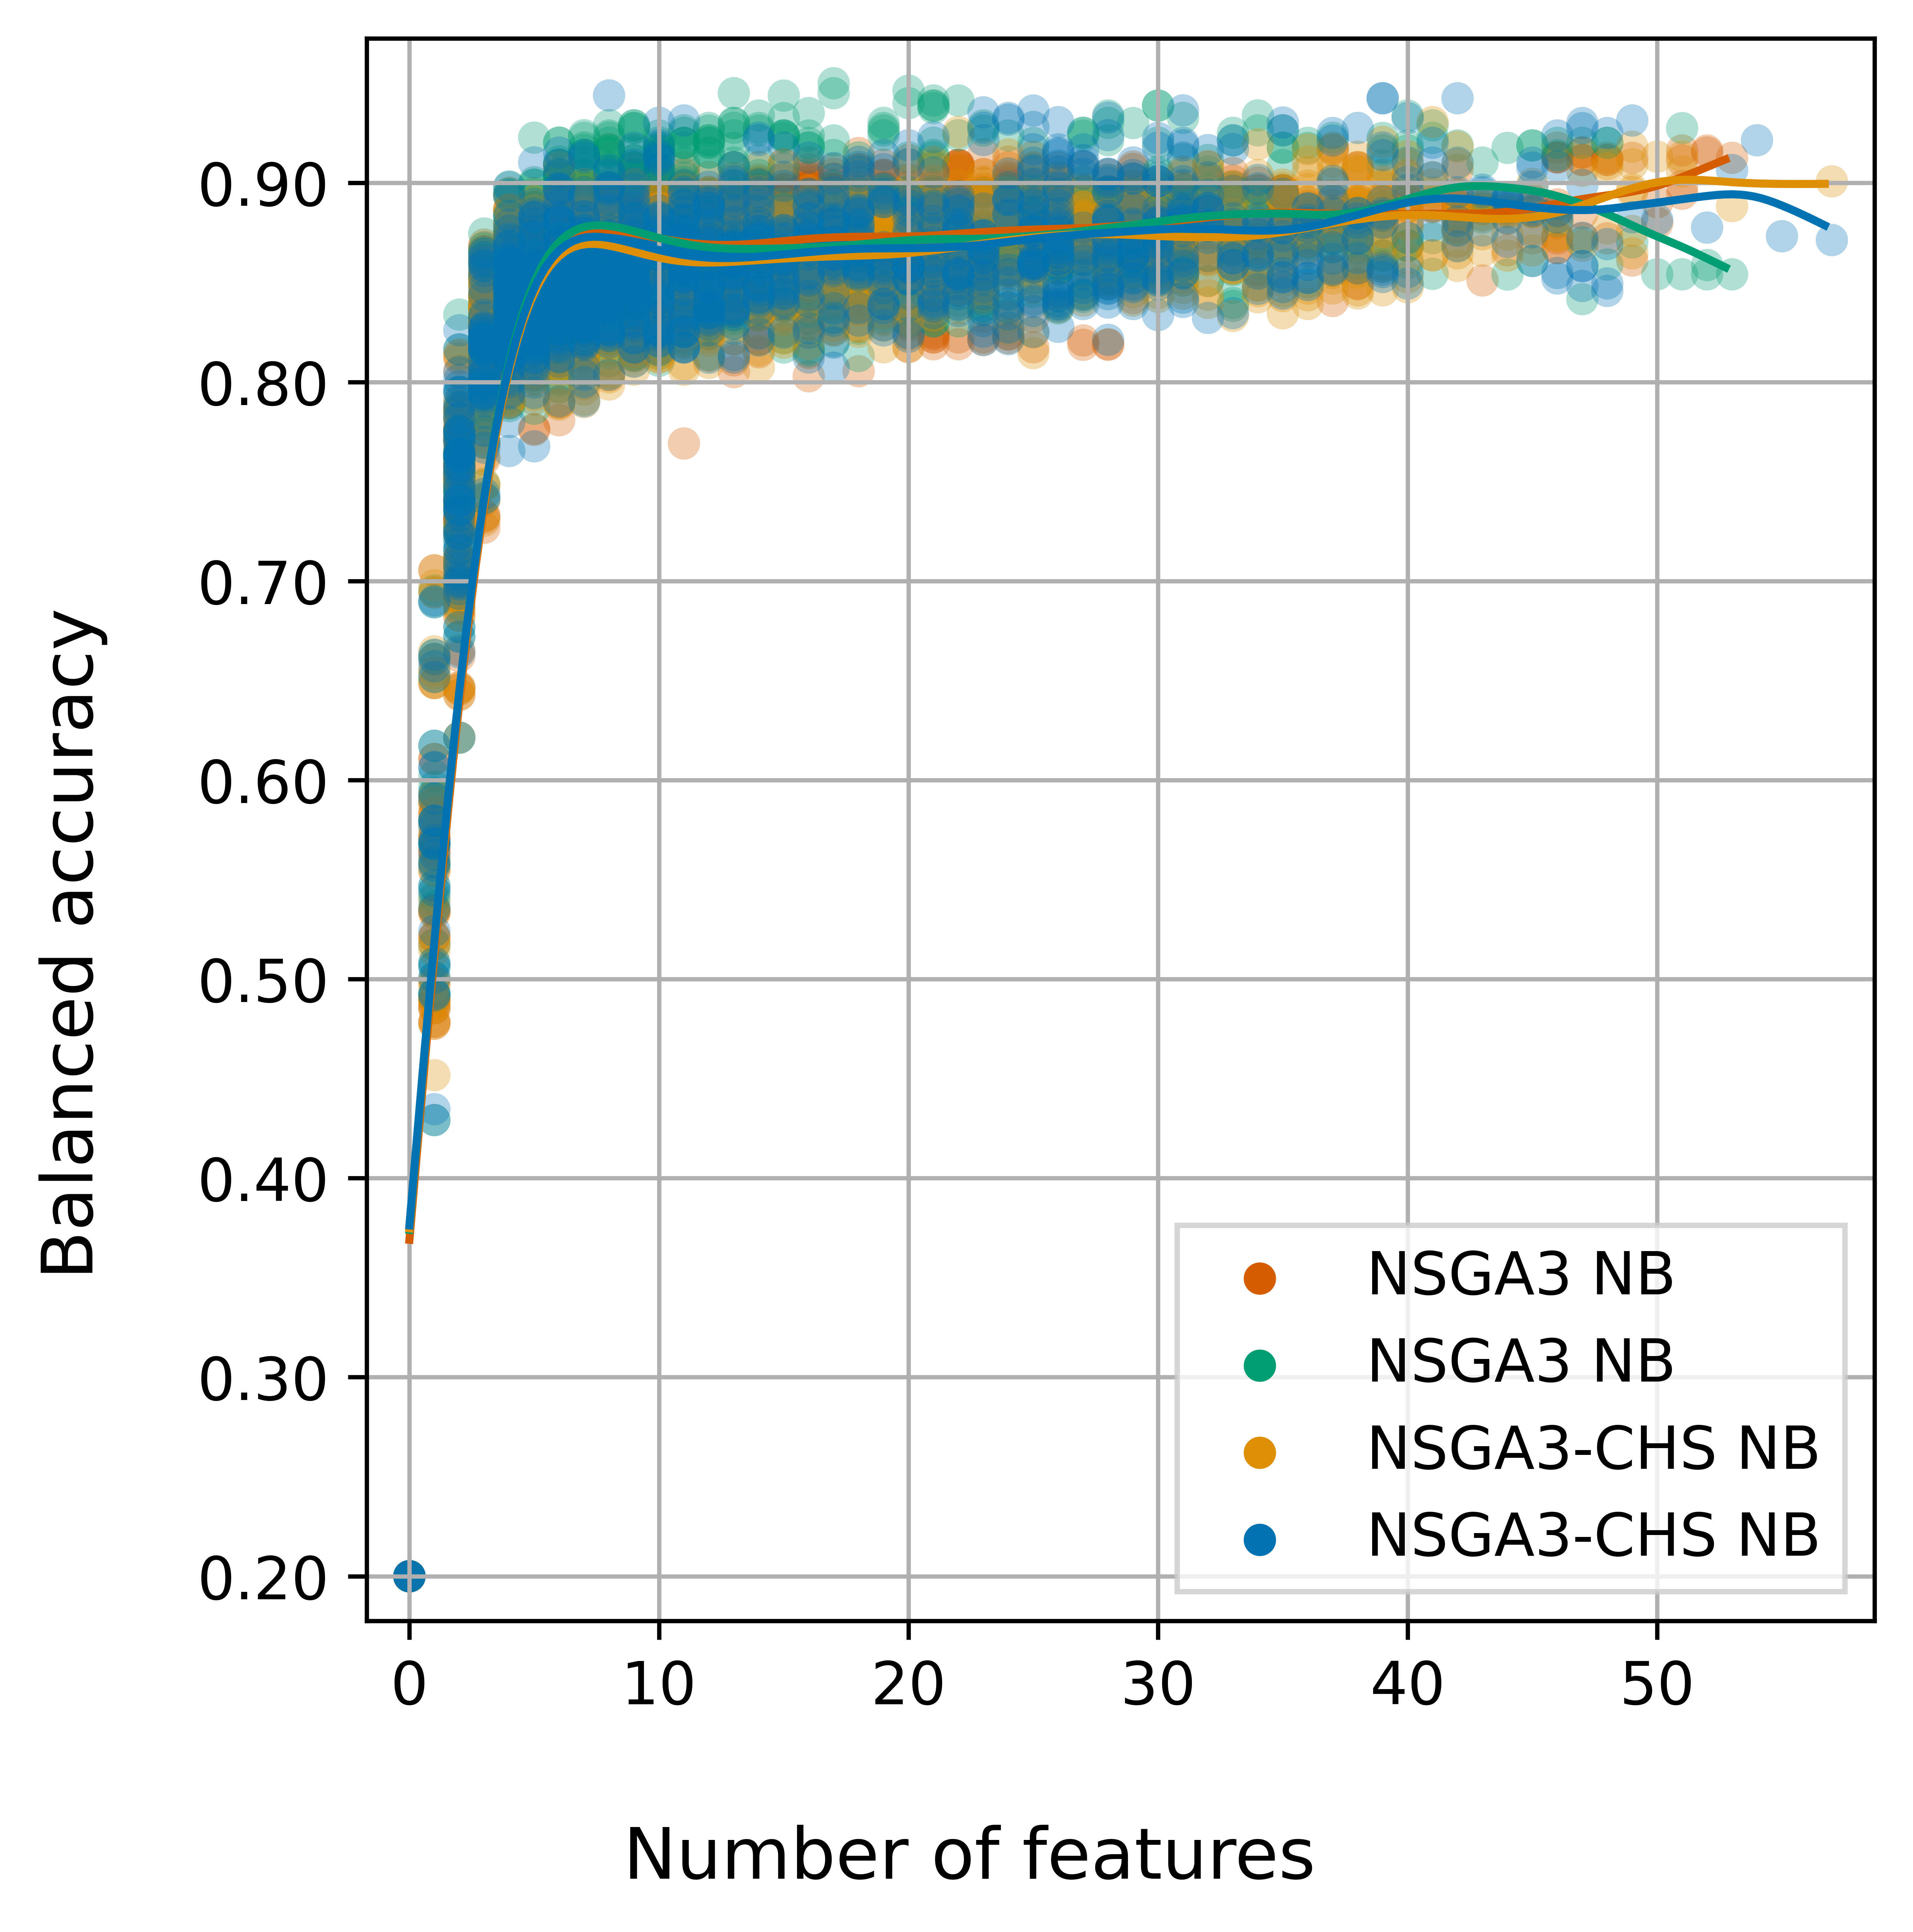 Balanced accuracy
0.90
0.80
0.70
0.60
0.50
0.40
0.30
0.20
0 10 20 30 40 50
Number of features
NSGA3 NB
NSGA3 NB
NSGA3-CHS NB
NSGA3-CHS NB